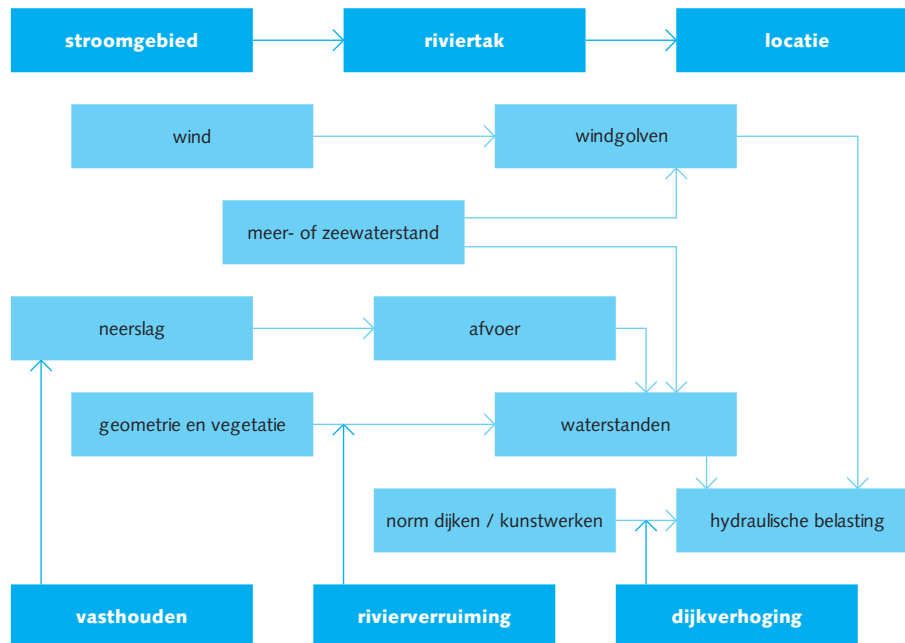 stroomgebied
riviertak
locatie
wind
windgolven
meer- of zeewaterstand
neerslag
afvoer
geometrie en vegetatie
waterstanden
norm dijken / kunstwerken
hydraulische belasting
vasthouden
rivierverruiming
dijkverhoging